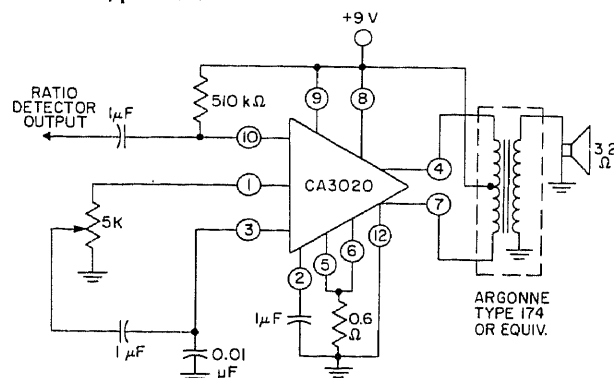 +9 V
RATIO
DETECTOR
OUTPUT
1µF
510 kΩ
9
8
10
4
3.2
Ω
1
CA3020
7
5K
3
12
6
5
2
1µF
0.6
Ω
ARGONNE
TYPE 174
OR EQUIV.
1 µF
0.01
µF